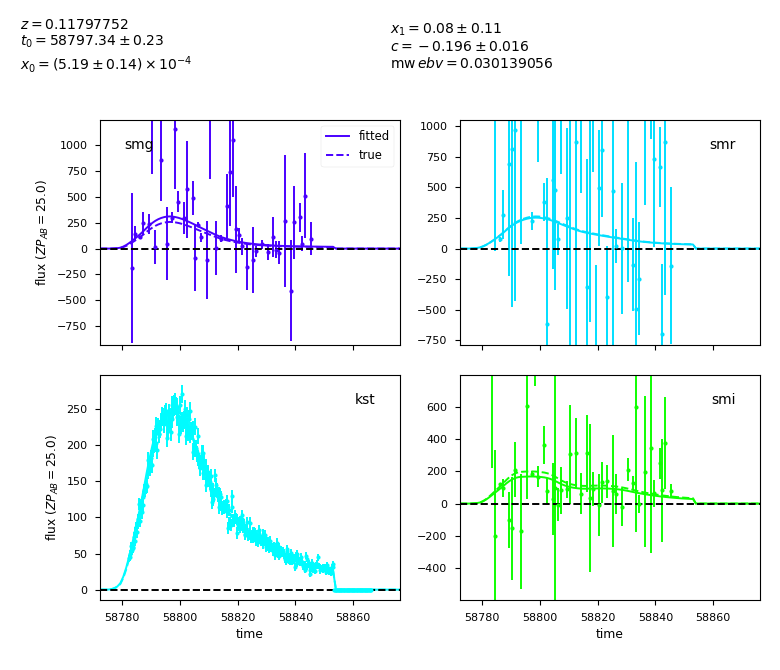 z = 0.11797752
t₀ = 58797.34 ± 0.23
x₀ = (5.19 ± 0.14) × 10⁻⁴
x₁ = 0.08 ± 0.11
c = −0.196 ± 0.016
mw ebv = 0.030139056
smg
fitted
true
1000
750
500
250
0
−250
−500
−750
flux (ZP_AB = 25.0)
smr
1000
750
500
250
0
−250
−500
−750
kst
250
200
150
100
50
0
flux (ZP_AB = 25.0)
58780 58800 58820 58840 58860
time
smi
600
400
200
0
−200
−400
58780 58800 58820 58840 58860
time